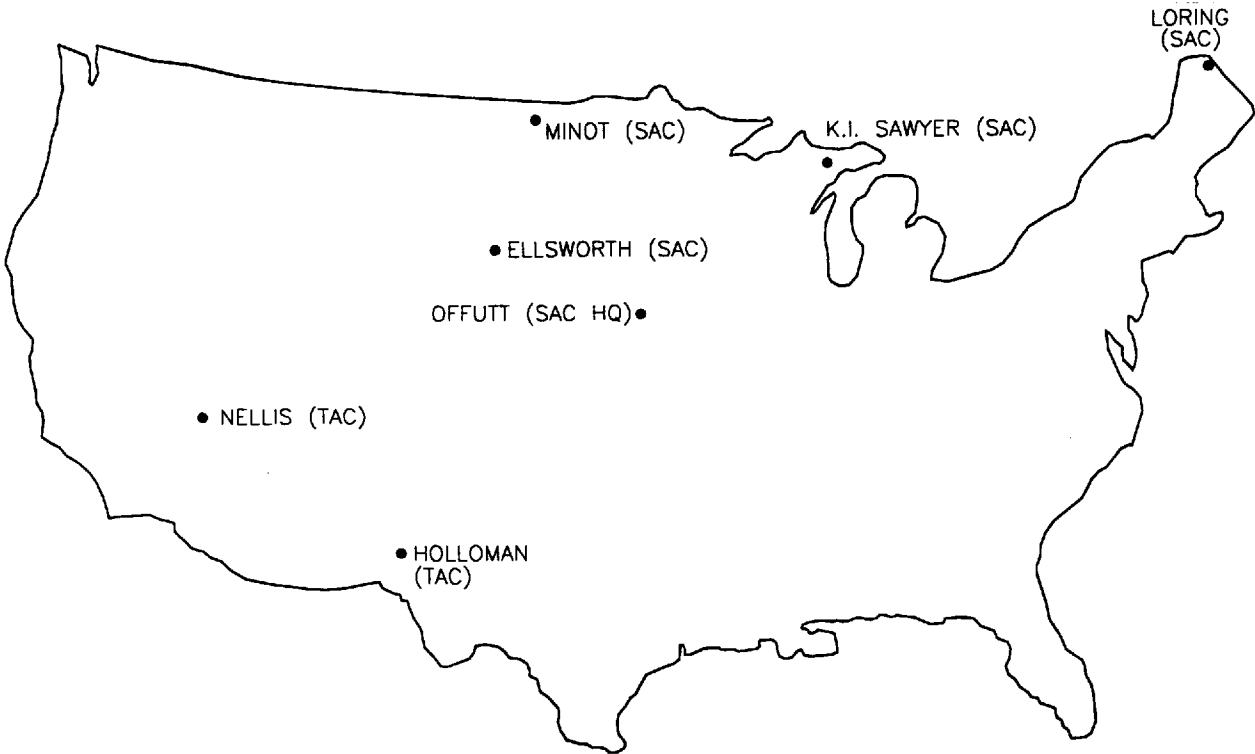 LORING
(SAC)
MINOT (SAC)
K.I. SAWYER (SAC)
ELLSWORTH (SAC)
OFFUTT (SAC HQ)
NELLIS (TAC)
HOLLOMAN
(TAC)